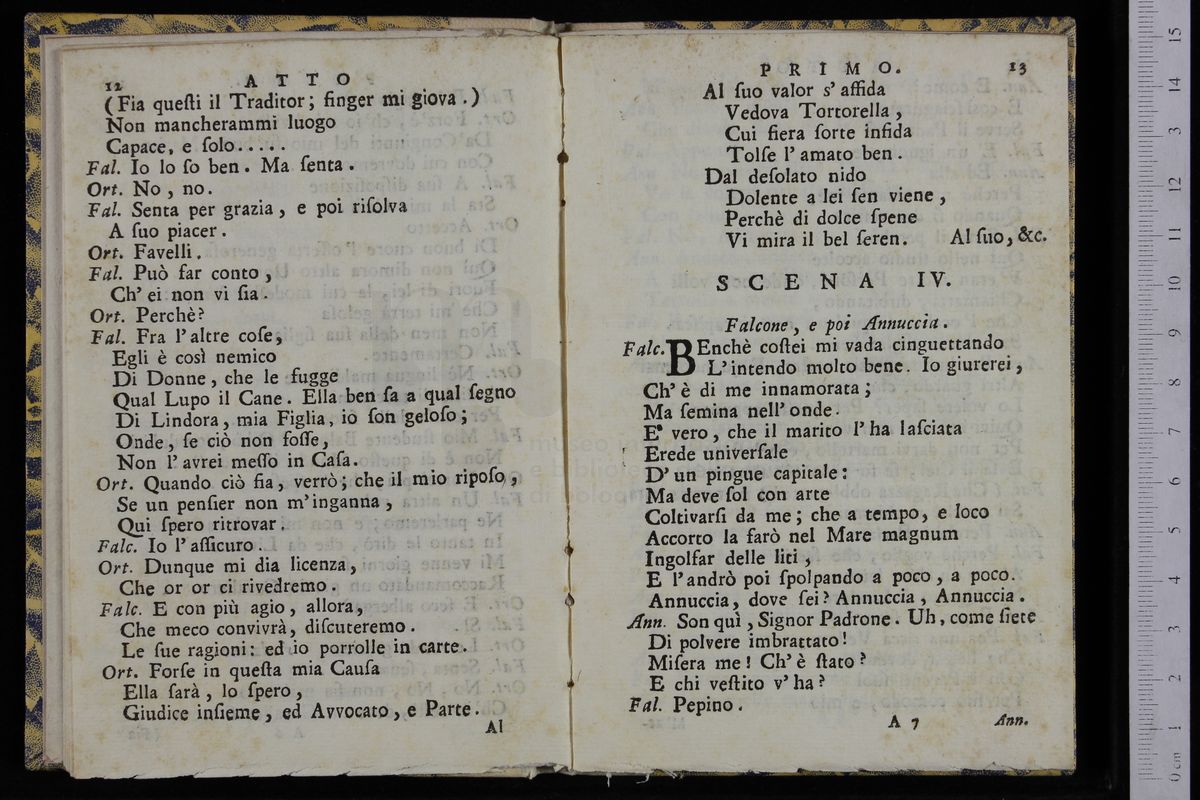 12 ATTO
(Fia queſti il Traditor; finger mi giova.)
Non mancherammi luogo
Capace, e ſolo......
Fal. Io lo ſo ben. Ma ſenta.
Ort. No, no.
Fal. Senta per grazia, e poi riſolva
A ſuo piacer.
Ort. Favelli.
Fal. Può far conto,
Ch' ei non vi ſia.
Ort. Perchè?
Fal. Fra l'altre coſe,
Egli è così nemico
Di Donne, che le fugge
Qual Lupo il Cane. Ella ben ſa a qual ſegno
Di Lindora, mia Figlia, io ſon geloſo;
Onde, ſe ciò non foſſe,
Non l'avrei meſſo in Caſa.
Ort. Quando ciò ſia, verrò; che il mio ripoſo,
Se un penſier non m'inganna,
Qui ſpero ritrovar.
Falc. Io l'aſſicuro.
Ort. Dunque mi dia licenza,
Che or or ci rivedremo.
Falc. E con più agio, allora,
Che meco convivrà, diſcuteremo.
Le ſue ragioni: ed io porrolle in carte.
Ort. Forſe in queſta mia Cauſa
Ella ſarà, lo ſpero,
Giudice inſieme, ed Avvocato, e Parte.
Al
PRIMO. 13
Al ſuo valor s'affida
Vedova Tortorella,
Cui fiera ſorte infida
Tolſe l'amato ben.
Dal deſolato nido
Dolente a lei ſen viene,
Perchè di dolce ſpene
Vi mira il bel ſeren. Al ſuo, &c.
SCENA IV.
Falcone, e poi Annuccia.
Falc. BEnchè coſtei mi vada cinguettando
L'intendo molto bene. Io giurerei,
Ch'è di me innamorata;
Ma ſemina nell'onde.
E' vero, che il marito l'ha laſciata
Erede univerſale
D'un pingue capitale:
Ma deve ſol con arte
Coltivarſi da me; che a tempo, e loco
Accorto la farò nel Mare magnum
Ingolfar delle liti,
E l'andrò poi ſpolpando a poco, a poco.
Annuccia, dove ſei? Annuccia, Annuccia.
Ann. Son quì, Signor Padrone. Uh, come ſiete
Di polvere imbrattato!
Miſera me! Ch'è ſtato?
E chi veſtito v'ha?
Fal. Pepino.
A 7 Ann.